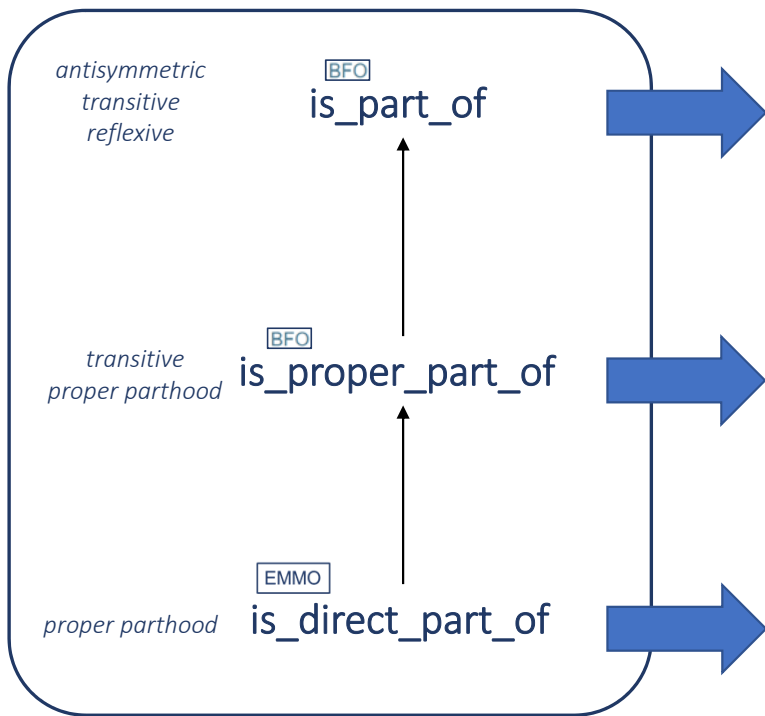 antisymmetric
transitive
reflexive
BFO
is_part_of
BFO
transitive
proper parthood
is_proper_part_of
EMMO
proper parthood
is_direct_part_of